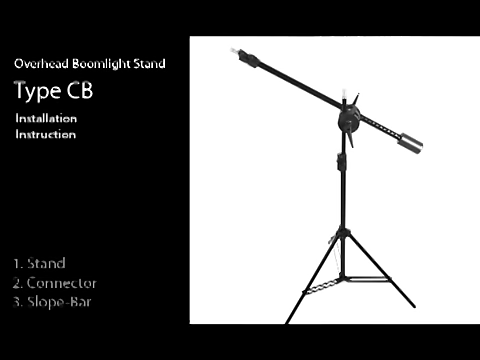 Overhead Boomlight Stand
Type CB
Installation
Instruction
1. Stand
2. Connector
3. Slope-Bar